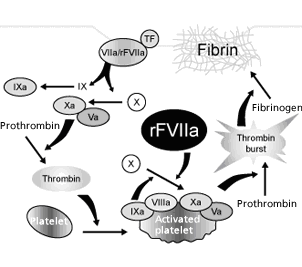 TF
VIIa/rFVIIa
Fibrin
IXa
IX
Xa
X
Va
Fibrinogen
Prothrombin
rFVIIa
Thrombin
burst
X
Thrombin
Prothrombin
Platelet
IXa
VIIIa
Xa
Va
Activated
platelet